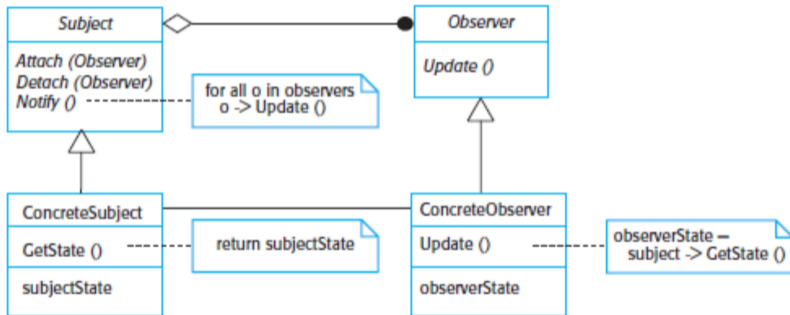 Subject
Attach (Observer)
Detach (Observer)
Notify ()
for all o in observers
o -> Update ()
Observer
Update ()
ConcreteSubject
GetState ()
subjectState
return subjectState
ConcreteObserver
Update ()
observerState
observerState —
subject -> GetState ()